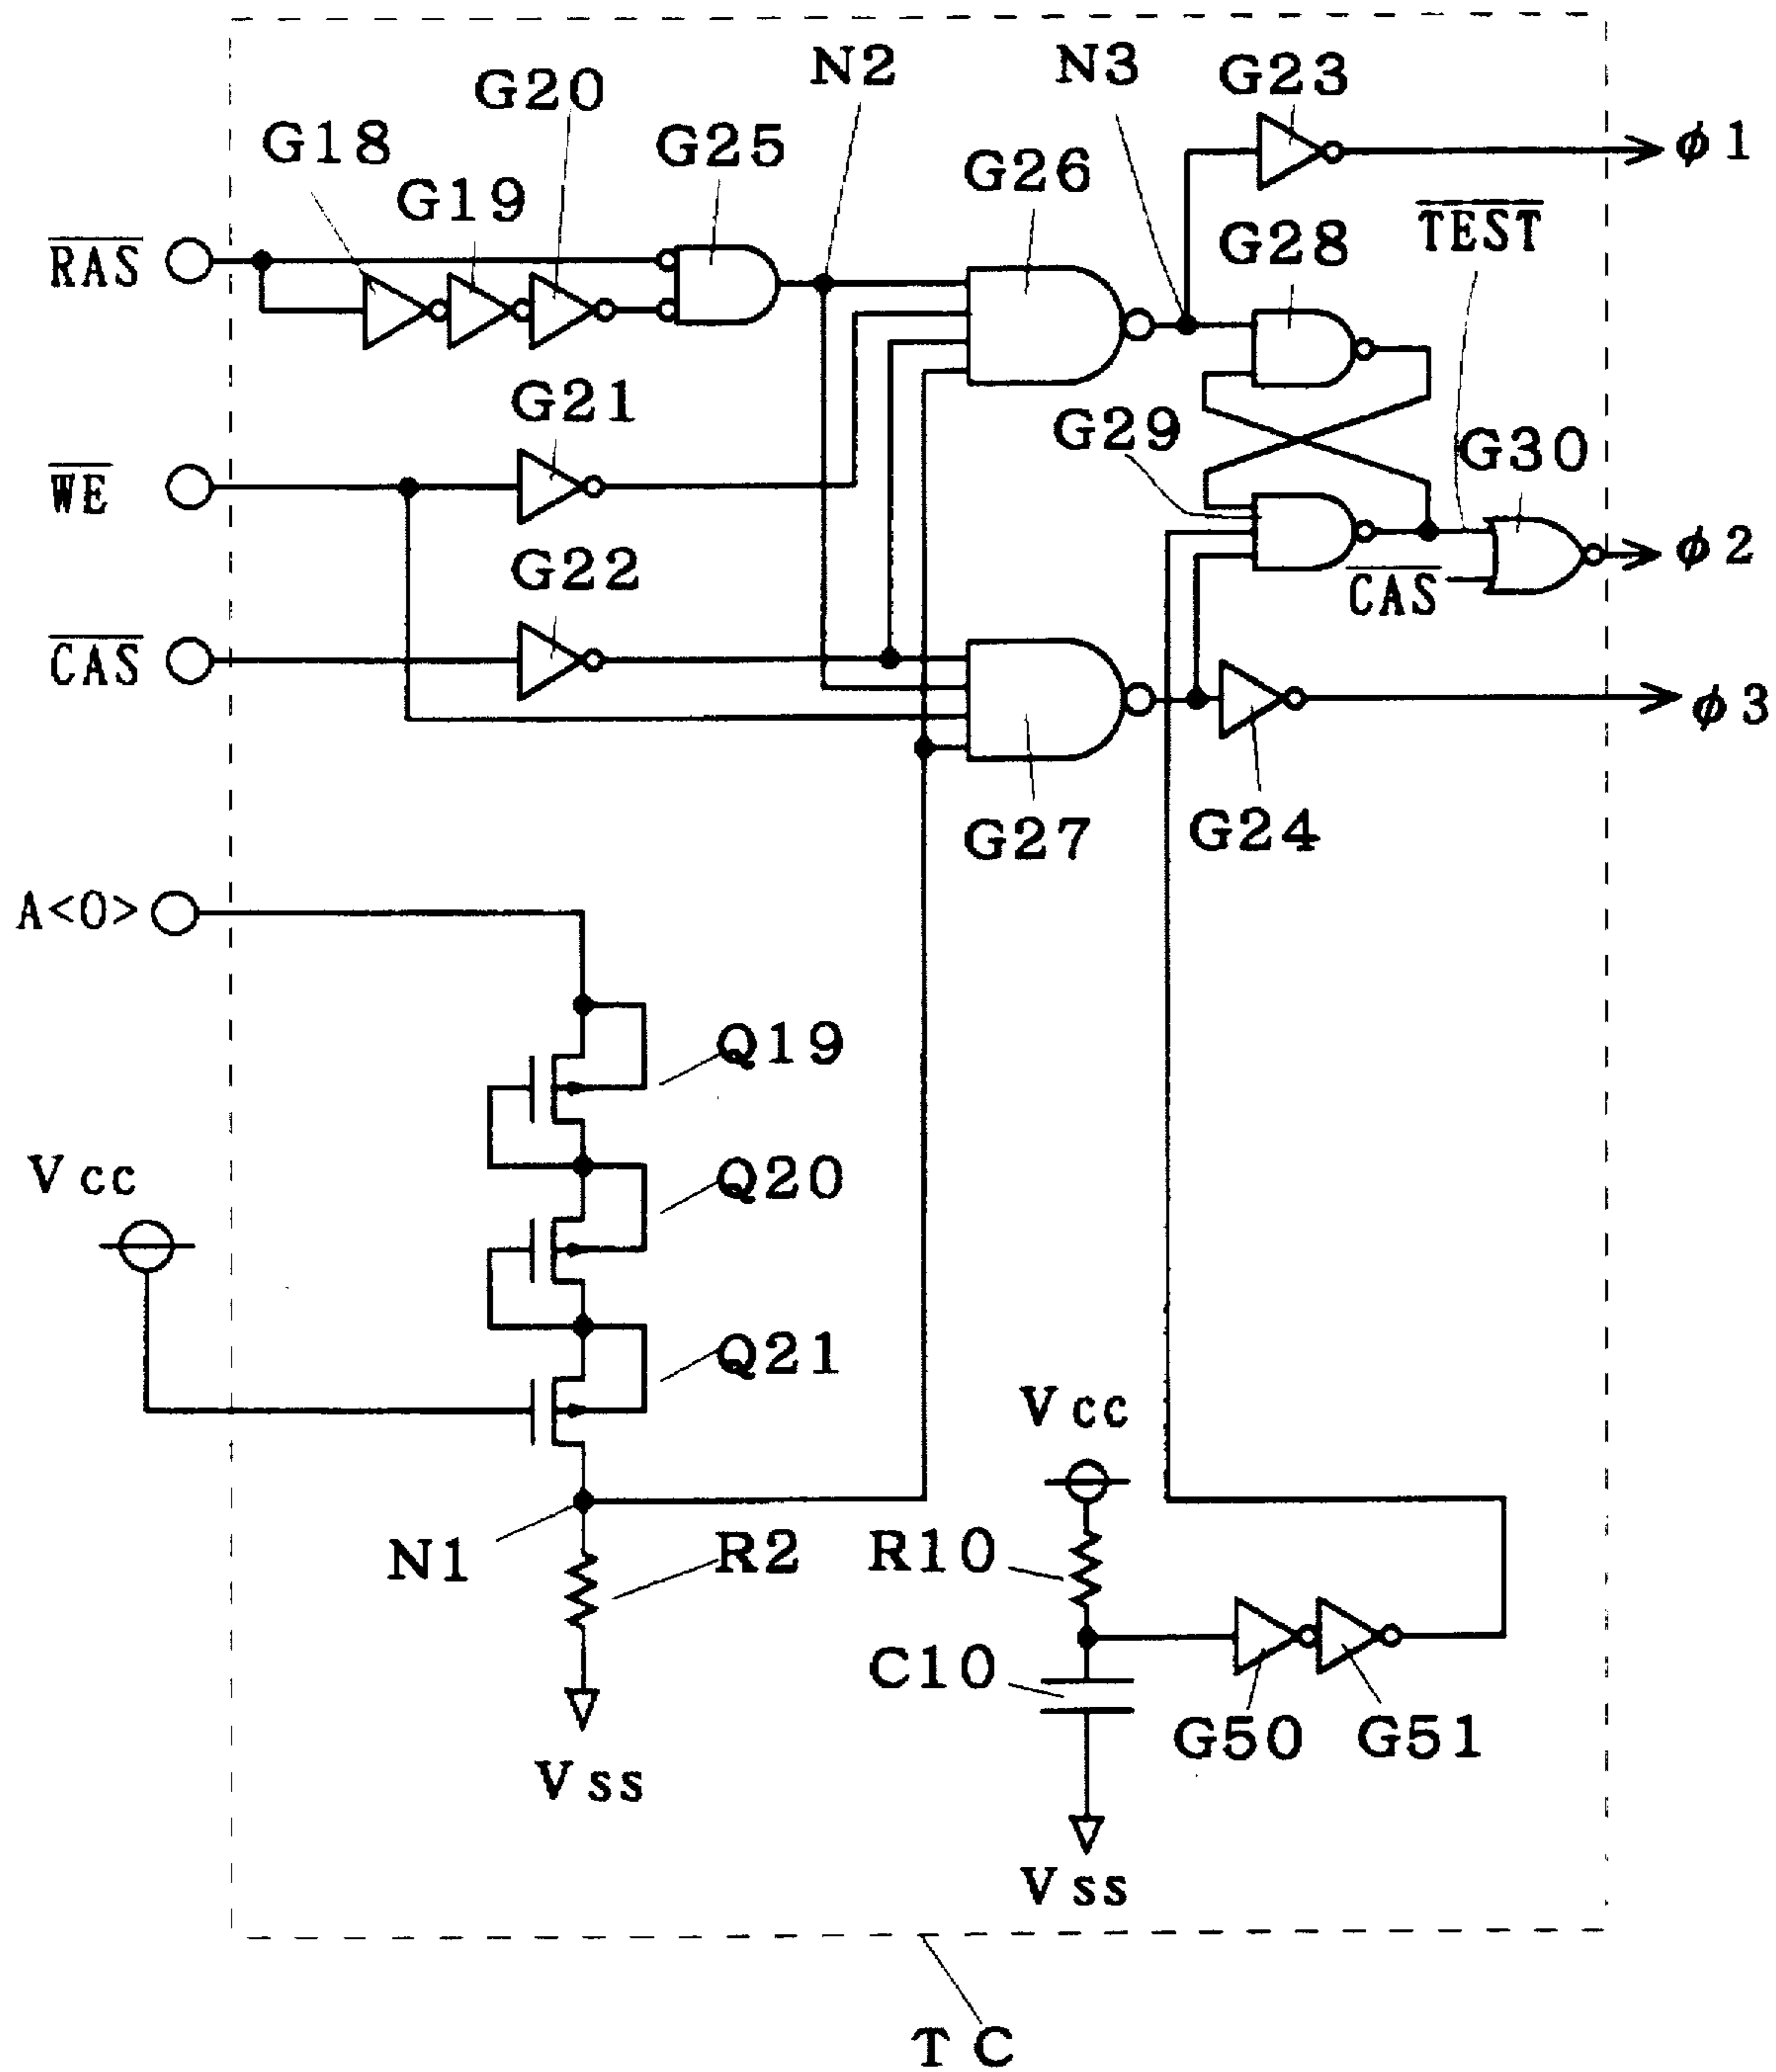 N2
N3
G23
G20
G18
G25
φ1
G26
G19
G28
TEST
RAS
G21
G29
G30
WE
G22
φ2
CAS
CAS
φ3
G27
G24
A<0>
Q19
Vcc
Q20
Q21
Vcc
N1
R2
R10
C10
G50
G51
Vss
Vss
TC